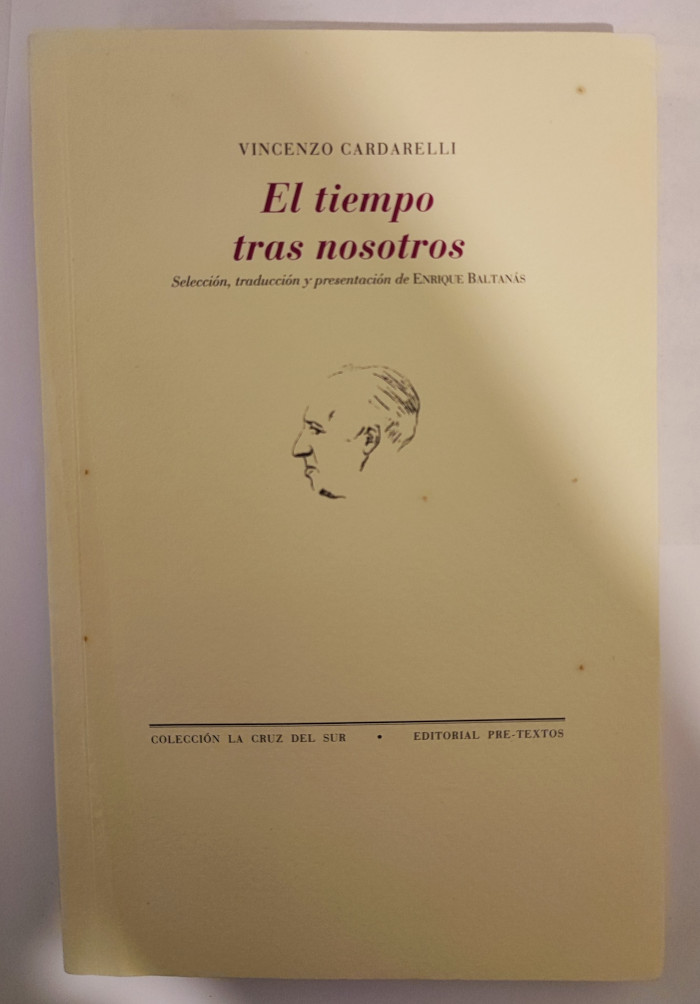 VINCENZO CARDARELLI
El tiempo
tras nosotros
Selección, traducción y presentación de ENRIQUE BALTANÁS
COLECCIÓN LA CRUZ DEL SUR • EDITORIAL PRE-TEXTOS